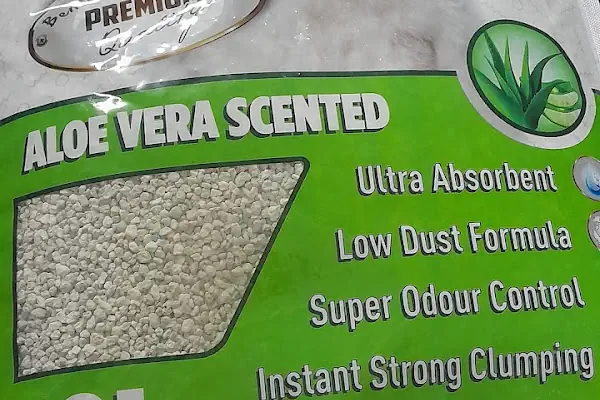 PREMIUM
Quality
ALOE VERA SCENTED
Ultra Absorbent
Low Dust Formula
Super Odour Control
Instant Strong Clumping